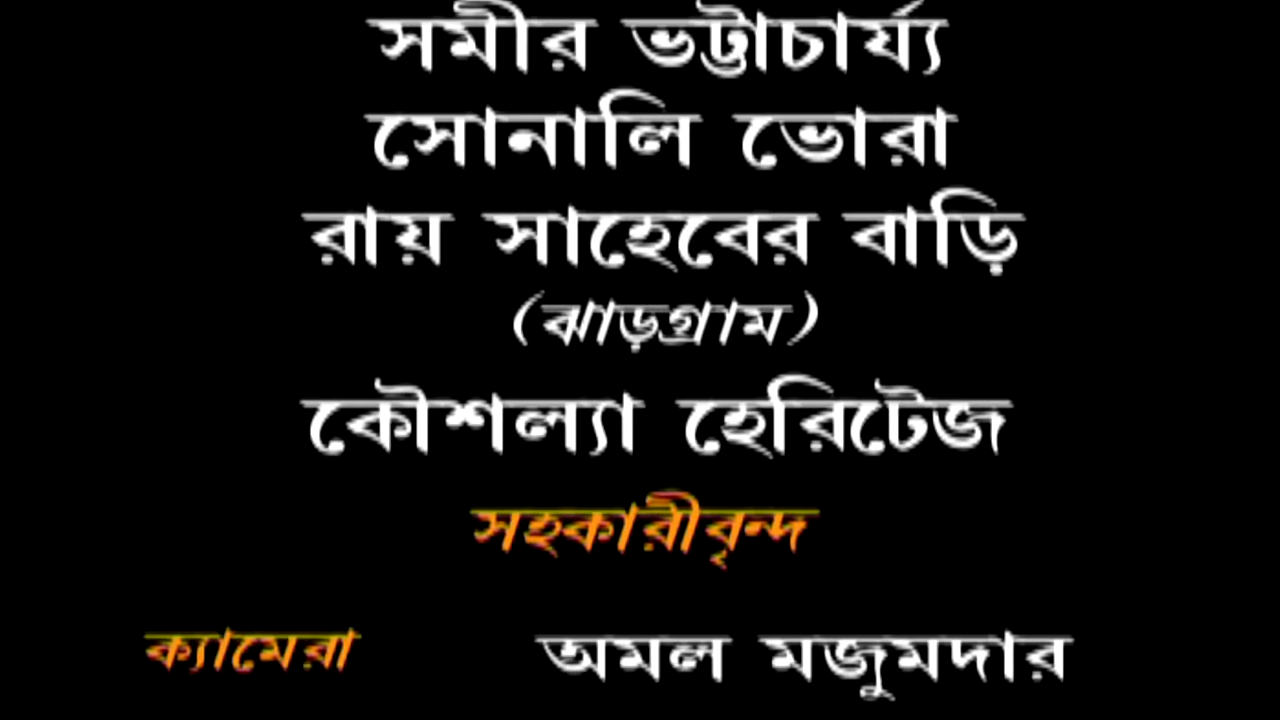 সমীর ভট্টাচার্য্য
সোনালি ভোরা
রায় সাহেবের বাড়ি
(ঝাড়গ্রাম)
কৌশল্যা হেরিটেজ
সহকারীবৃন্দ
ক্যামেরা অমল মজুমদার